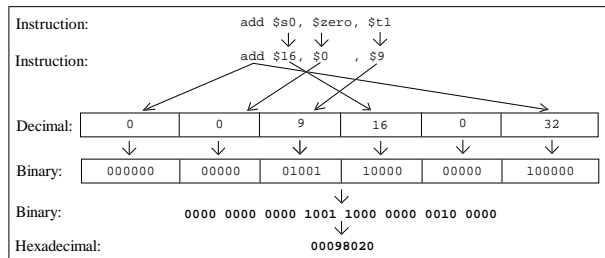 Instruction: add $s0, $zero, $t1
Instruction: add $16, $0 , $9
Decimal: 0 0 9 16 0 32
Binary: 000000 00000 01001 10000 00000 100000
Binary: 0000 0000 0000 1001 1000 0000 0010 0000
Hexadecimal: 00098020